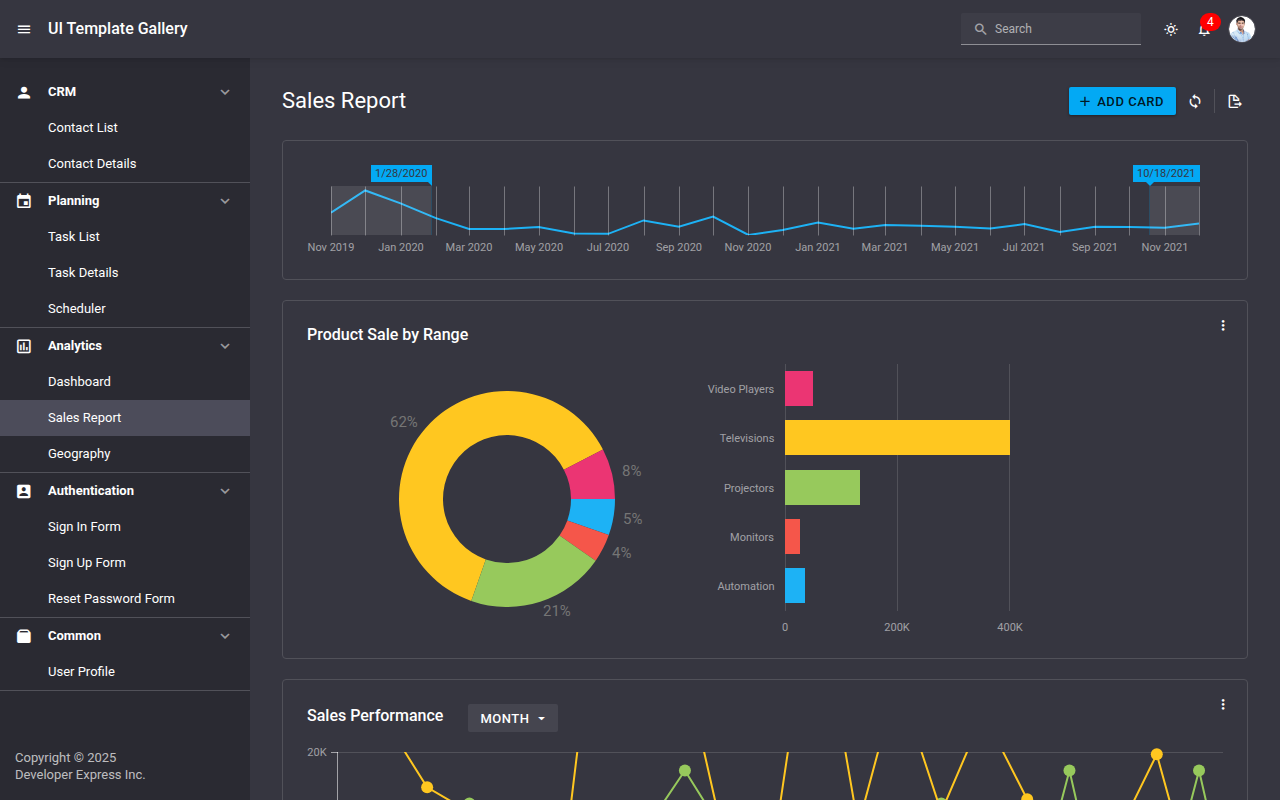 UI Template Gallery
Search
4
CRM
Contact List
Contact Details
Planning
Task List
Task Details
Scheduler
Analytics
Dashboard
Sales Report
Geography
Authentication
Sign In Form
Sign Up Form
Reset Password Form
Common
User Profile
Copyright © 2025
Developer Express Inc.
Sales Report
ADD CARD
1/28/2020
10/18/2021
Nov 2019 Jan 2020 Mar 2020 May 2020 Jul 2020 Sep 2020 Nov 2020 Jan 2021 Mar 2021 May 2021 Jul 2021 Sep 2021 Nov 2021
Product Sale by Range
62%
8%
5%
4%
21%
Video Players
Televisions
Projectors
Monitors
Automation
0 200K 400K
Sales Performance
MONTH
20K